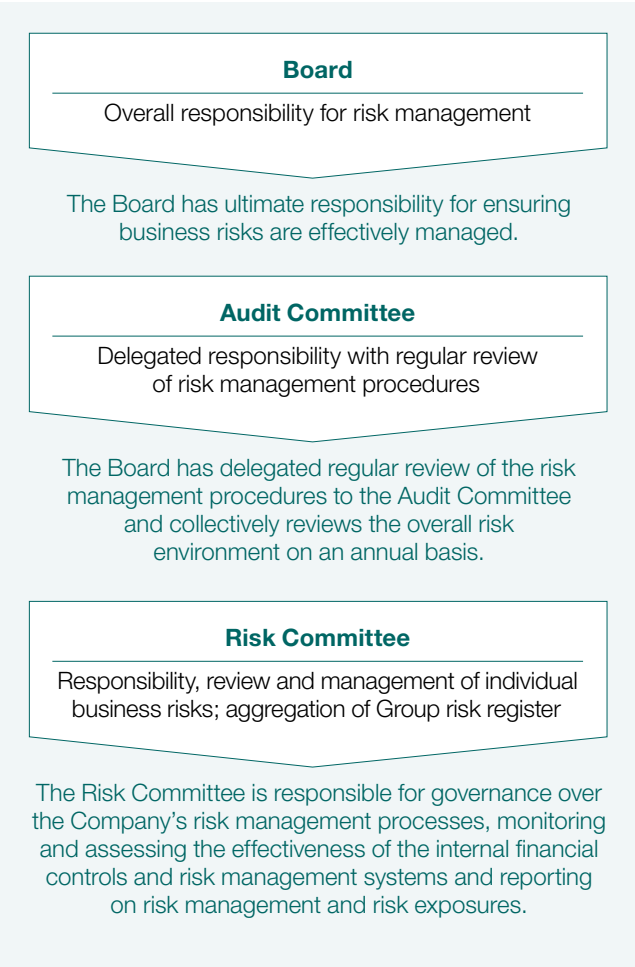 Board
Overall responsibility for risk management
The Board has ultimate responsibility for ensuring
business risks are effectively managed.
Audit Committee
Delegated responsibility with regular review
of risk management procedures
The Board has delegated regular review of the risk
management procedures to the Audit Committee
and collectively reviews the overall risk
environment on an annual basis.
Risk Committee
Responsibility, review and management of individual
business risks; aggregation of Group risk register
The Risk Committee is responsible for governance over
the Company’s risk management processes, monitoring
and assessing the effectiveness of the internal financial
controls and risk management systems and reporting
on risk management and risk exposures.